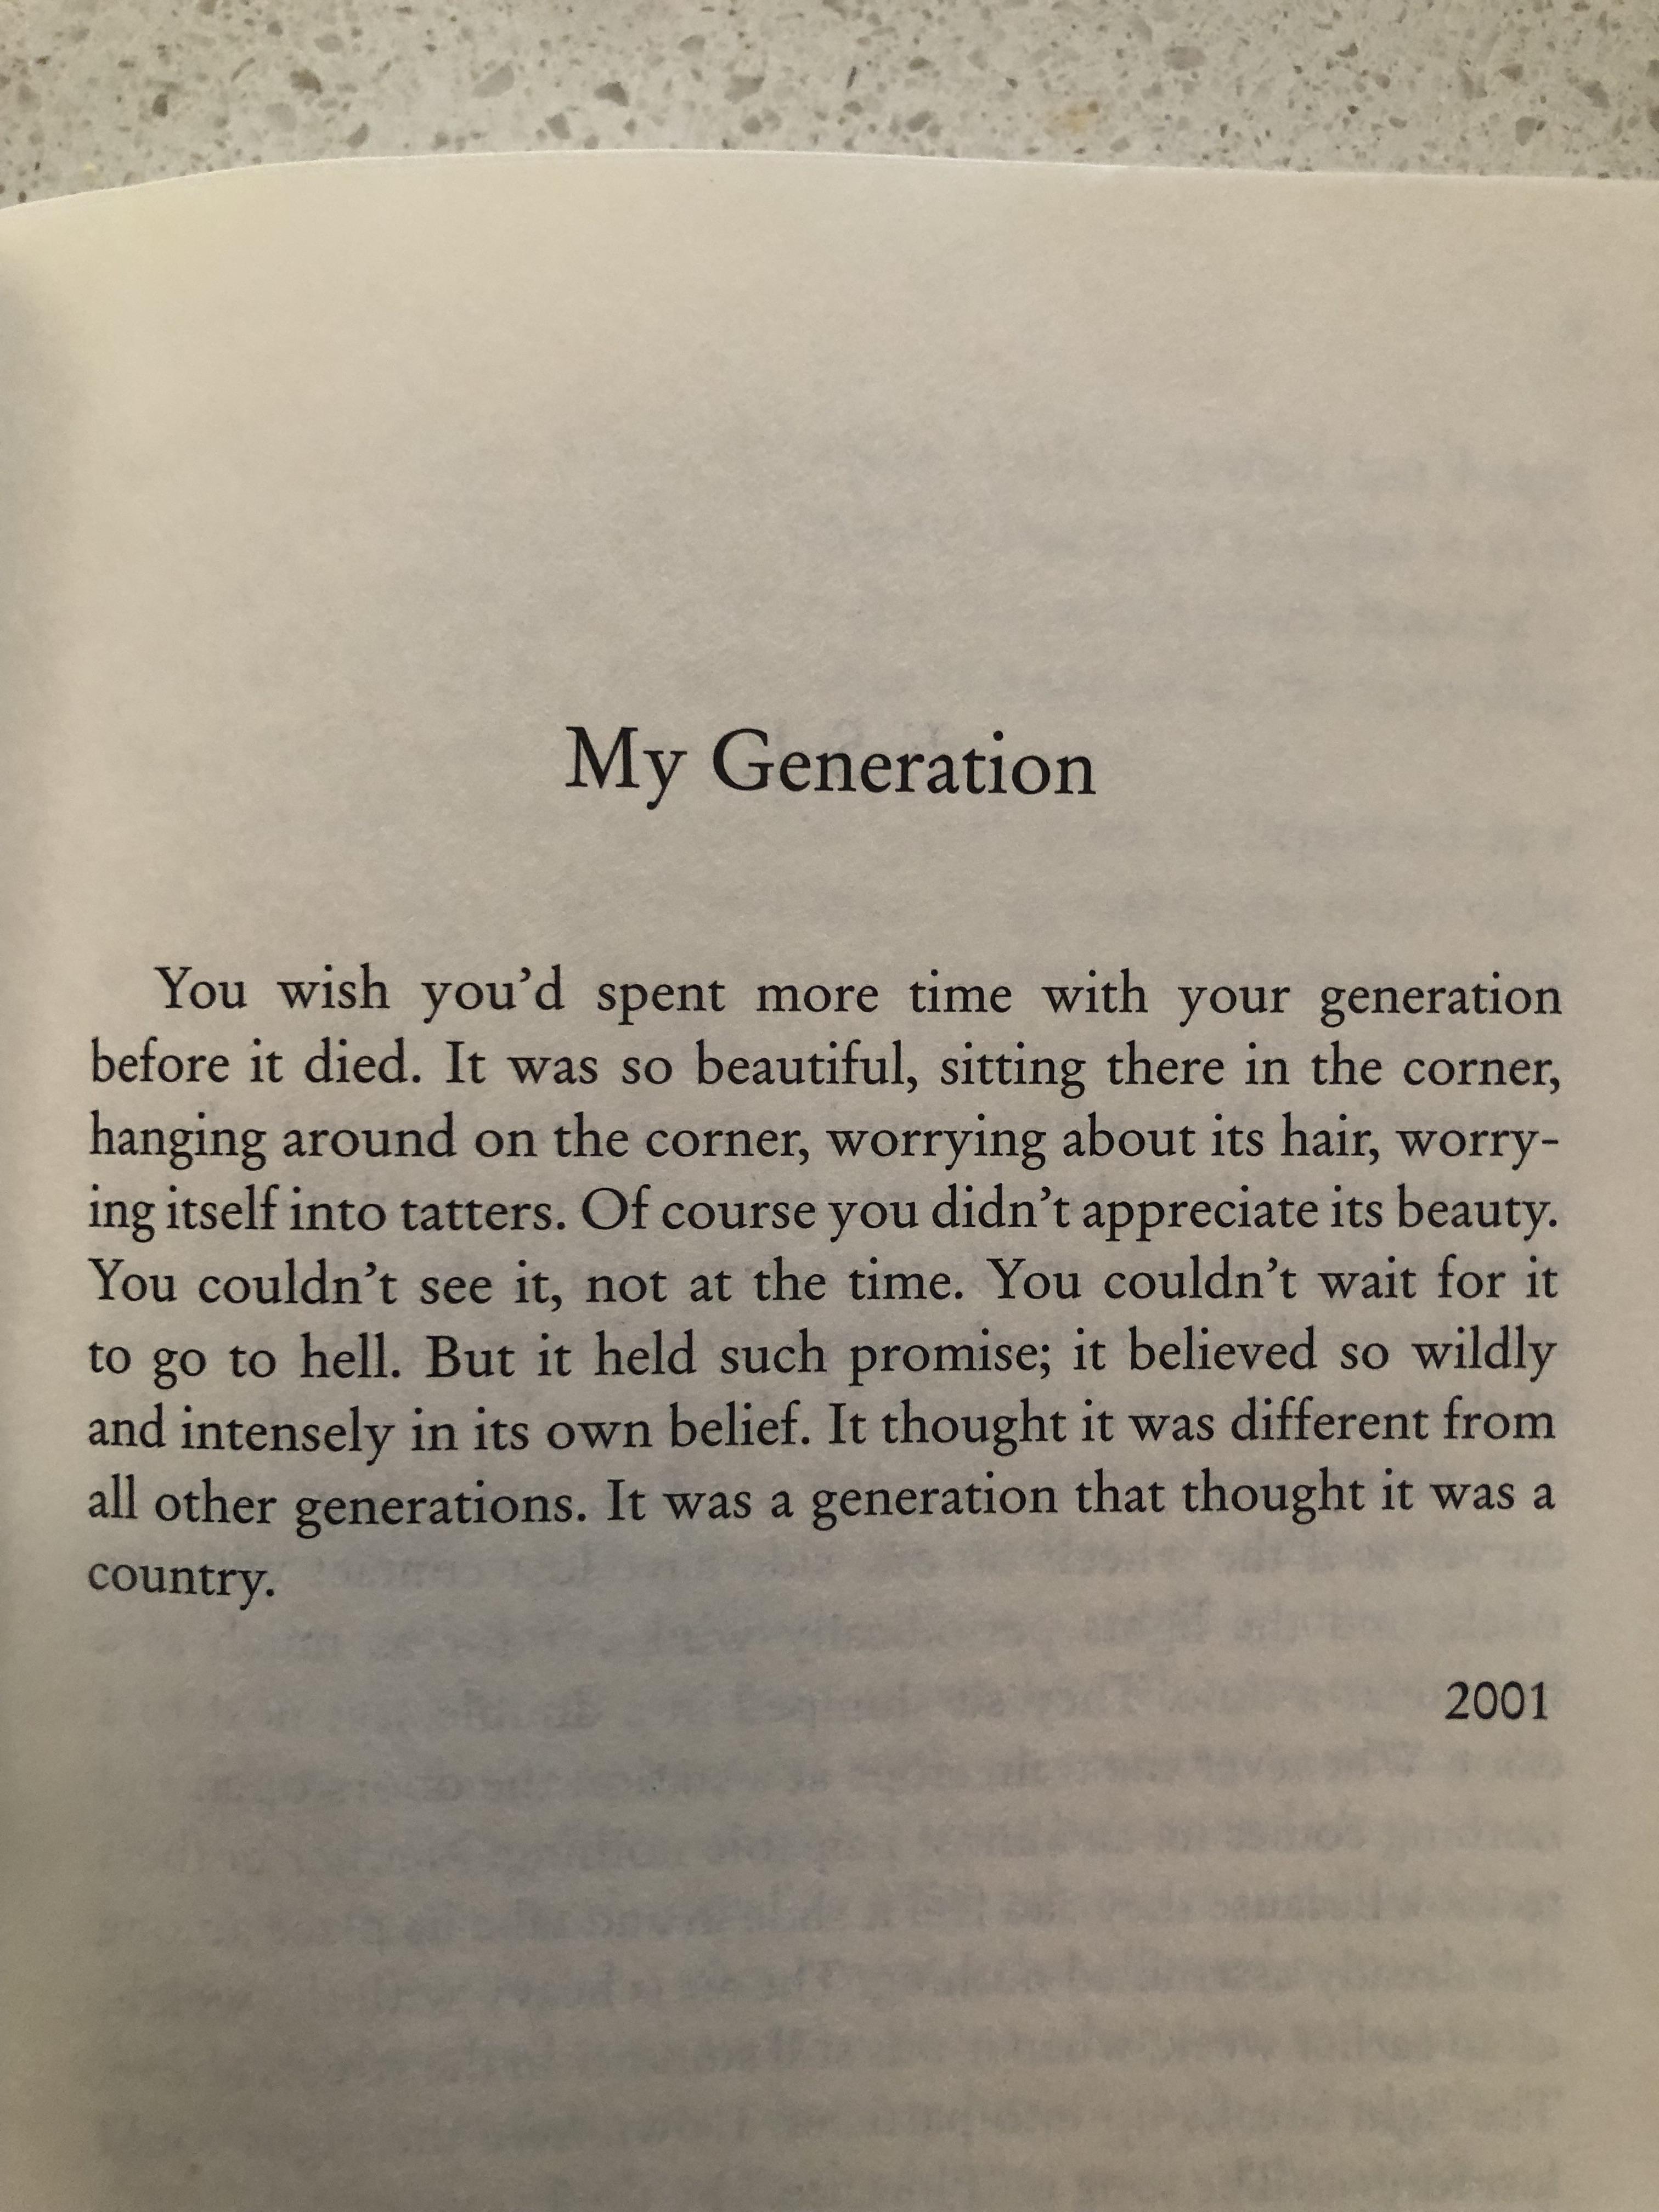 My Generation
You wish you’d spent more time with your generation
before it died. It was so beautiful, sitting there in the corner,
hanging around on the corner, worrying about its hair, worry-
ing itself into tatters. Of course you didn’t appreciate its beauty.
You couldn’t see it, not at the time. You couldn’t wait for it
to go to hell. But it held such promise; it believed so wildly
and intensely in its own belief. It thought it was different from
all other generations. It was a generation that thought it was a
country.
2001